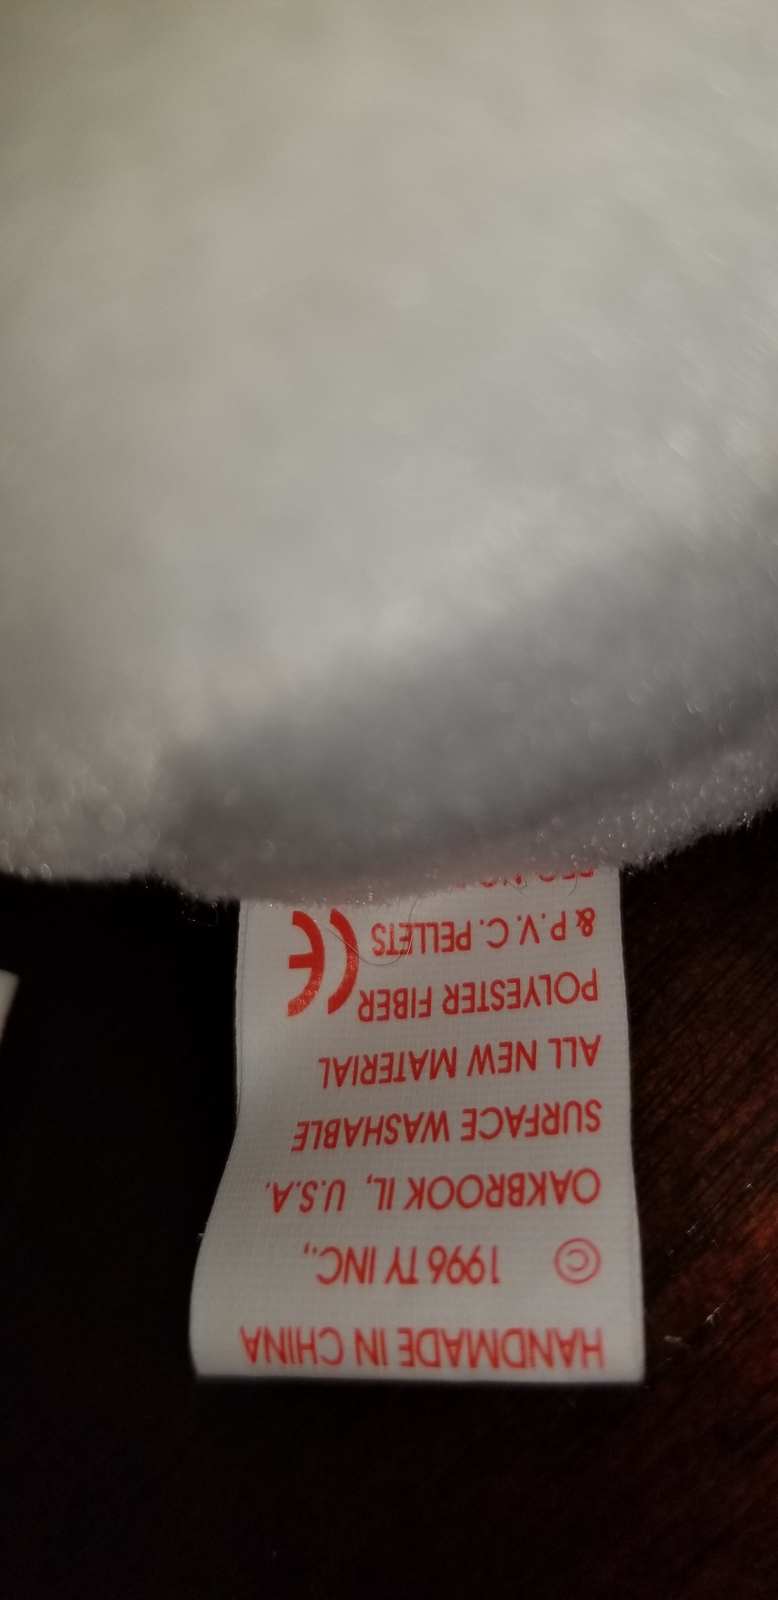 HANDMADE IN CHINA
© 1996 TY INC.,
OAKBROOK IL, U.S.A.
SURFACE WASHABLE
ALL NEW MATERIAL
POLYESTER FIBER
& P.V.C. PELLETS CE